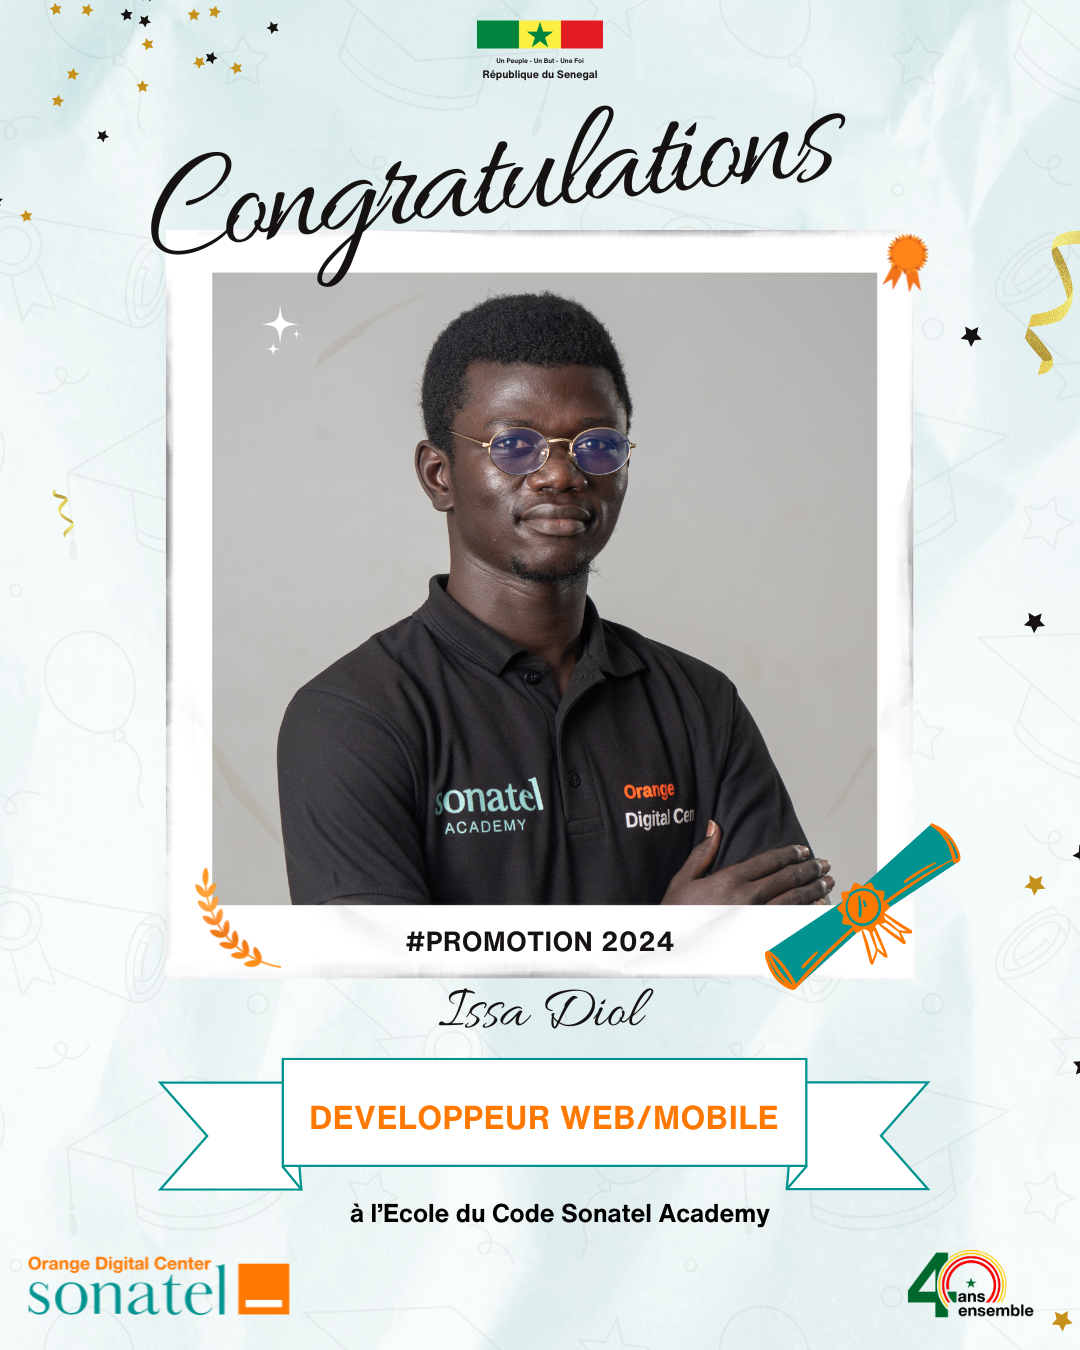 Un Peuple - Un But - Une Foi
République du Senegal
Congratulations
sonatel
ACADEMY
Orange
Digital Cen
#PROMOTION 2024
Issa Diol
DEVELOPPEUR WEB/MOBILE
à l'Ecole du Code Sonatel Academy
Orange Digital Center
sonatel
40 ans
ensemble